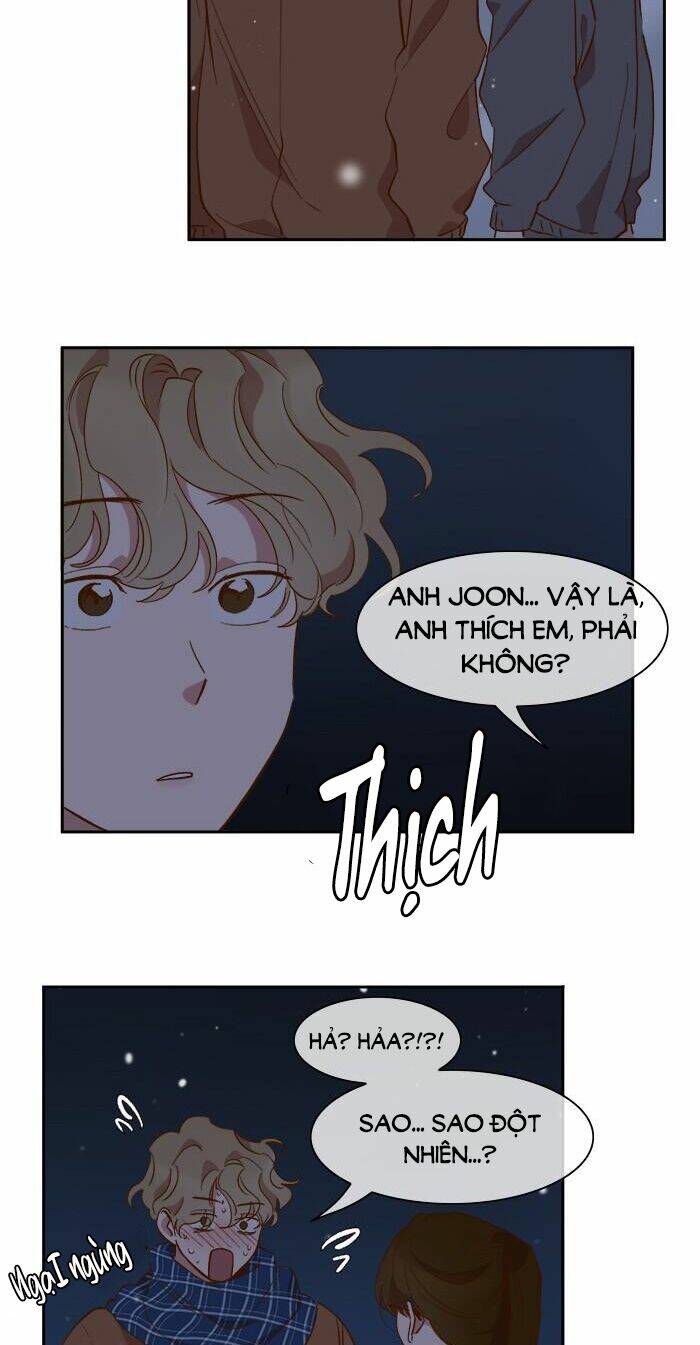 ANH JOON... VẬY LÀ,
ANH THÍCH EM, PHẢI
KHÔNG?
Thịch
HẢ? HẢA?!?!
SAO... SAO ĐỘT
NHIÊN...?
Ngại ngùng